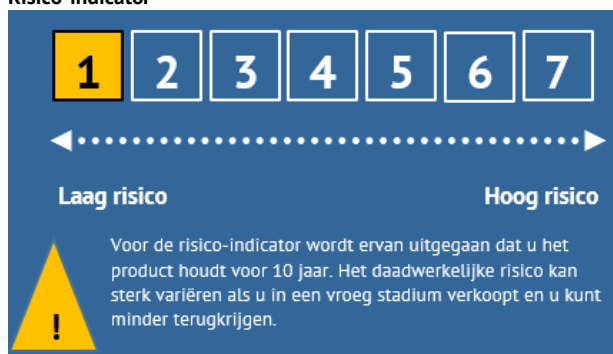 Risico-indicator
1 2 3 4 5 6 7
Laag risico Hoog risico
Voor de risico-indicator wordt ervan uitgegaan dat u het
product houdt voor 10 jaar. Het daadwerkelijke risico kan
sterk variëren als u in een vroeg stadium verkoopt en u kunt
minder terugkrijgen.
!